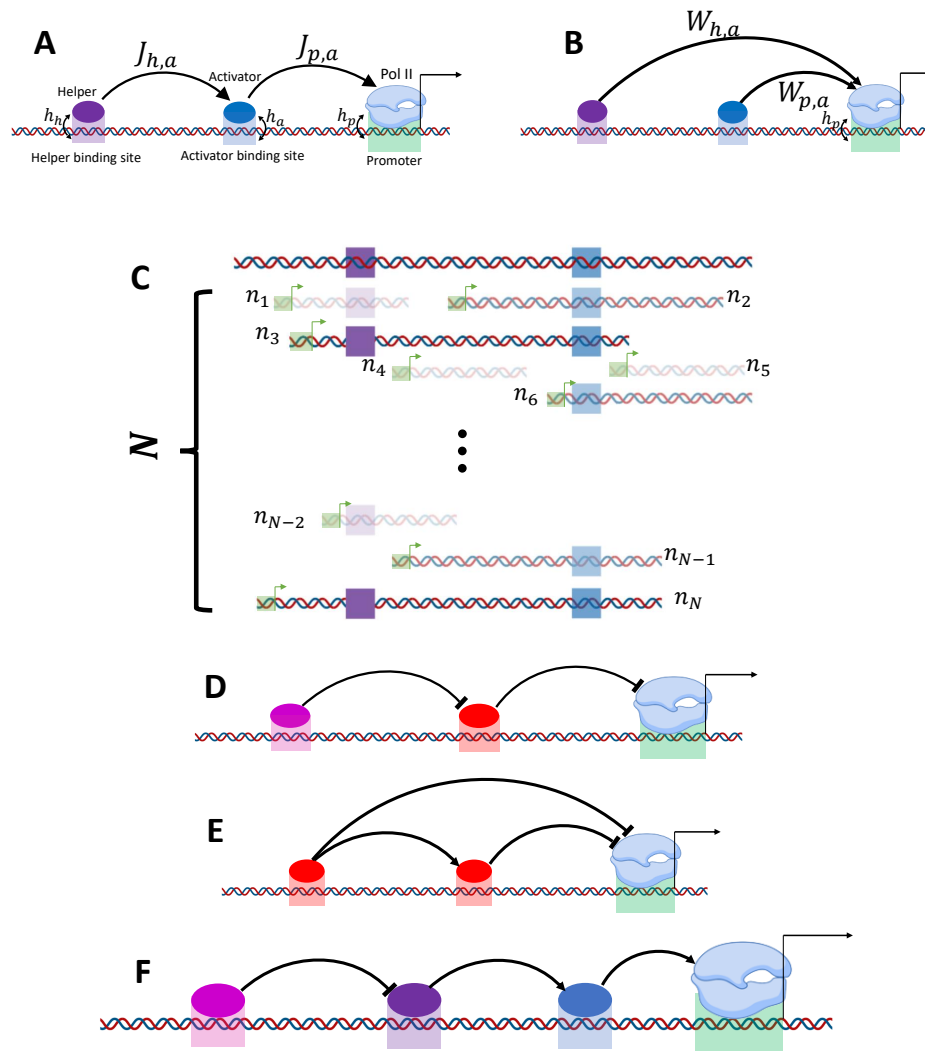 A
J_{h,a}
J_{p,a}
Helper
Activator
Pol II
h_h
h_a
h_p
Helper binding site
Activator binding site
Promoter
B
W_{h,a}
W_{p,a}
h_p
C
N
n_1
n_2
n_3
n_4
n_5
n_6
n_{N-2}
n_{N-1}
n_N
D
E
F